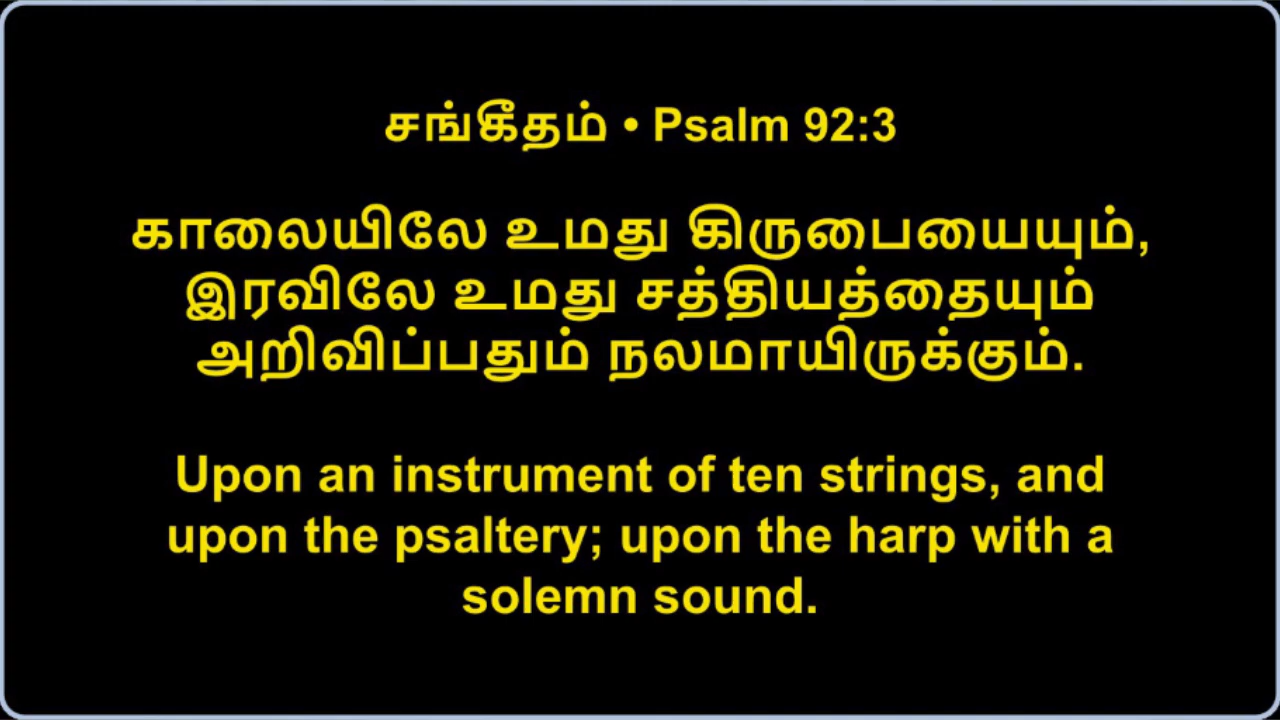 சங்கீதம் • Psalm 92:3
காலையிலே உமது கிருபையையும்,
இரவிலே உமது சத்தியத்தையும்
அறிவிப்பதும் நலமாயிருக்கும்.
Upon an instrument of ten strings, and
upon the psaltery; upon the harp with a
solemn sound.